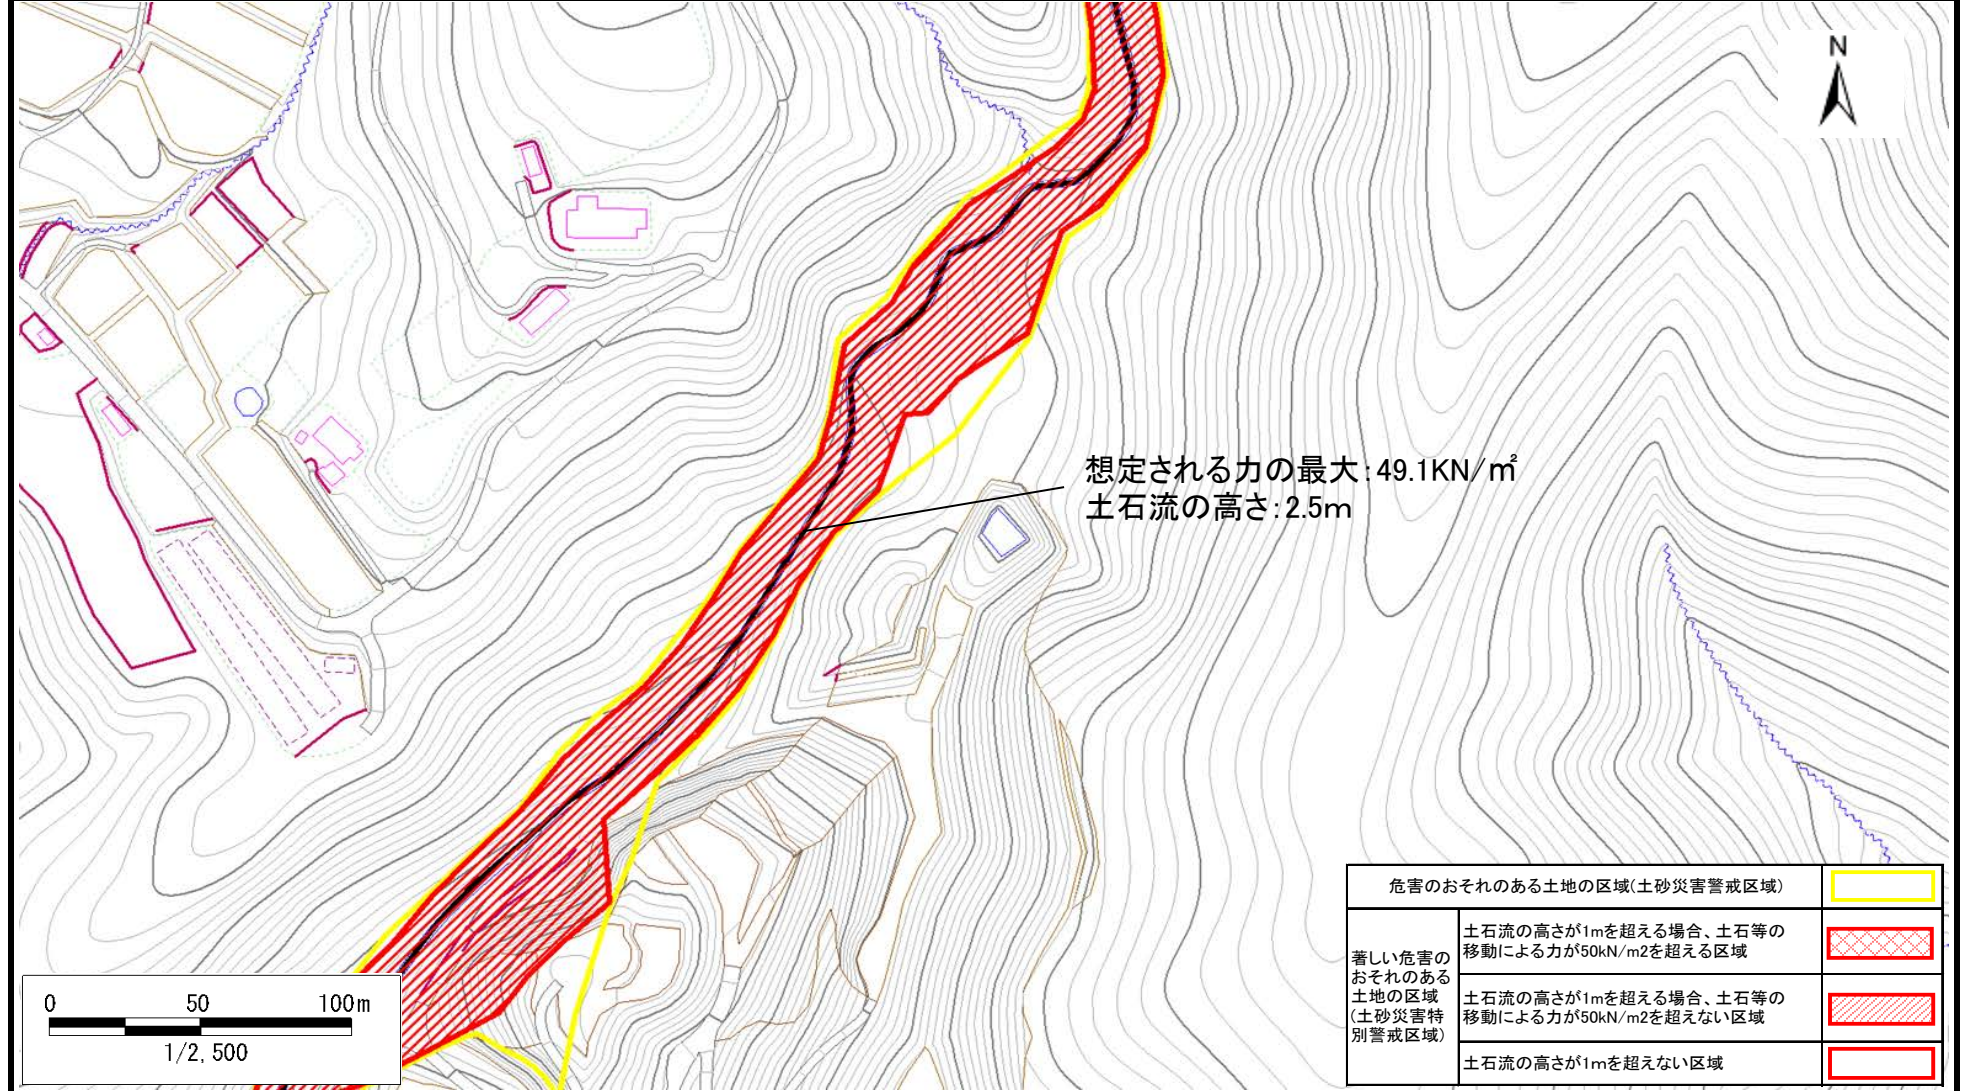 N
想定される力の最大:49.1KN/㎡
土石流の高さ:2.5m
危害のおそれのある土地の区域(土砂災害警戒区域)
著しい危害の
おそれのある
土地の区域
(土砂災害特
別警戒区域)
土石流の高さが1mを超える場合、土石等の
移動による力が50kN/m2を超える区域
土石流の高さが1mを超える場合、土石等の
移動による力が50kN/m2を超えない区域
土石流の高さが1mを超えない区域
0 50 100m
1/2,500